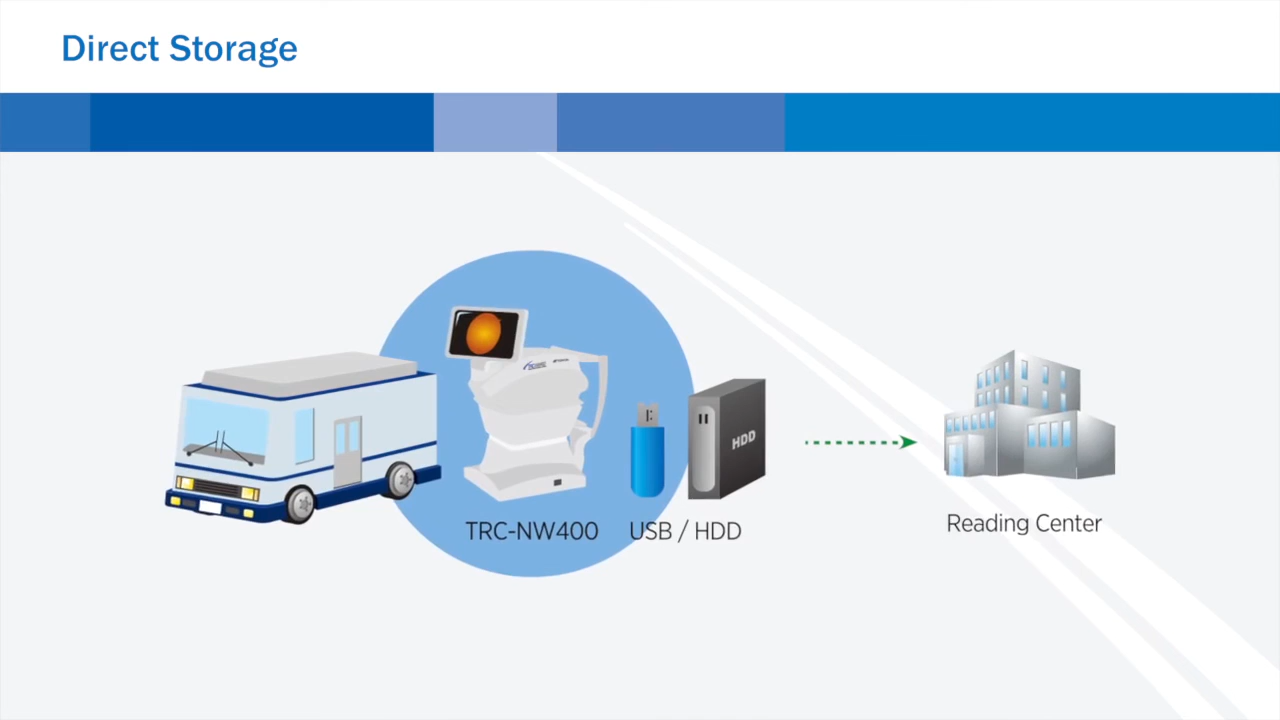 Direct Storage
HDD
TRC-NW400
USB / HDD
Reading Center